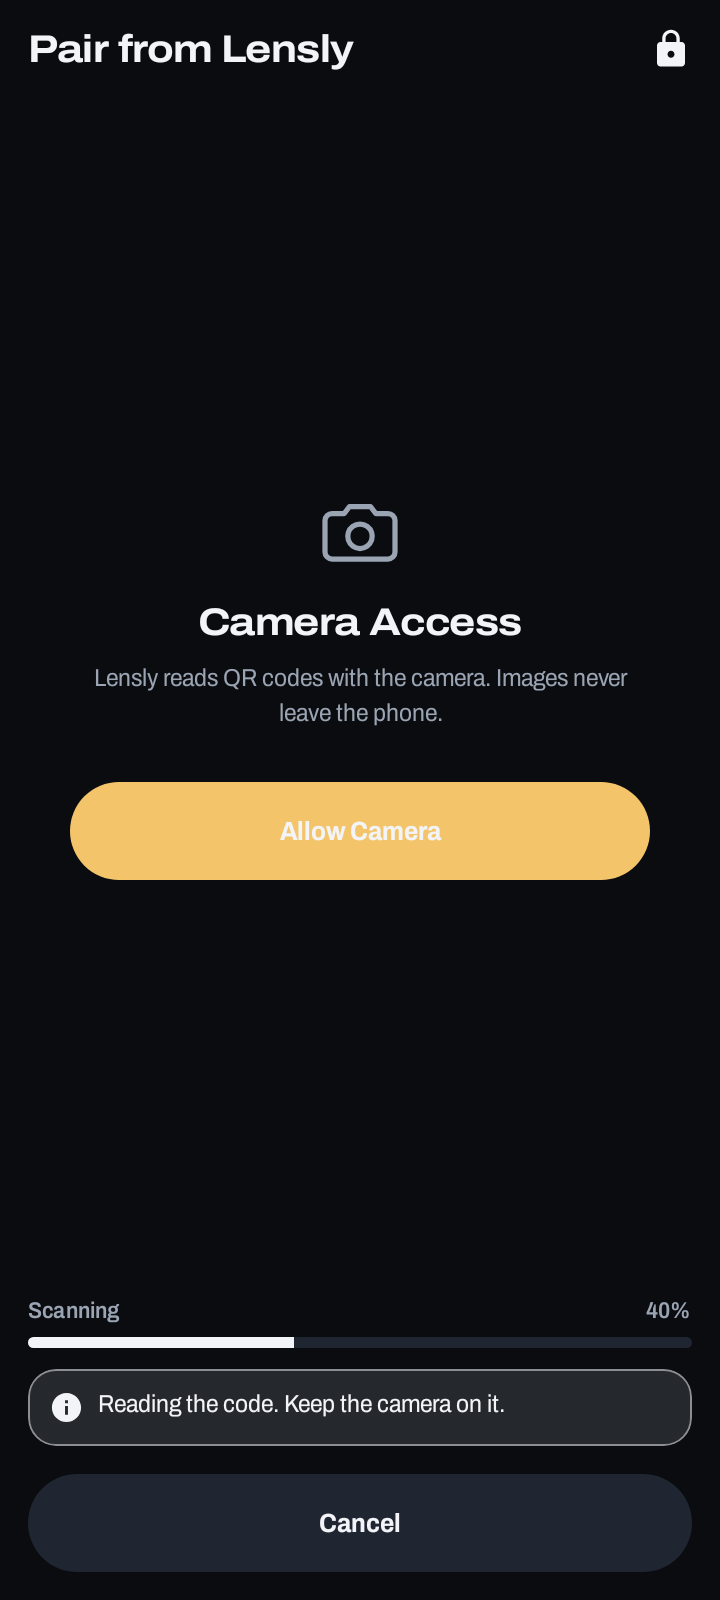 Pair from Lensly
Camera Access
Lensly reads QR codes with the camera. Images never
leave the phone.
Allow Camera
Scanning
40%
Reading the code. Keep the camera on it.
Cancel